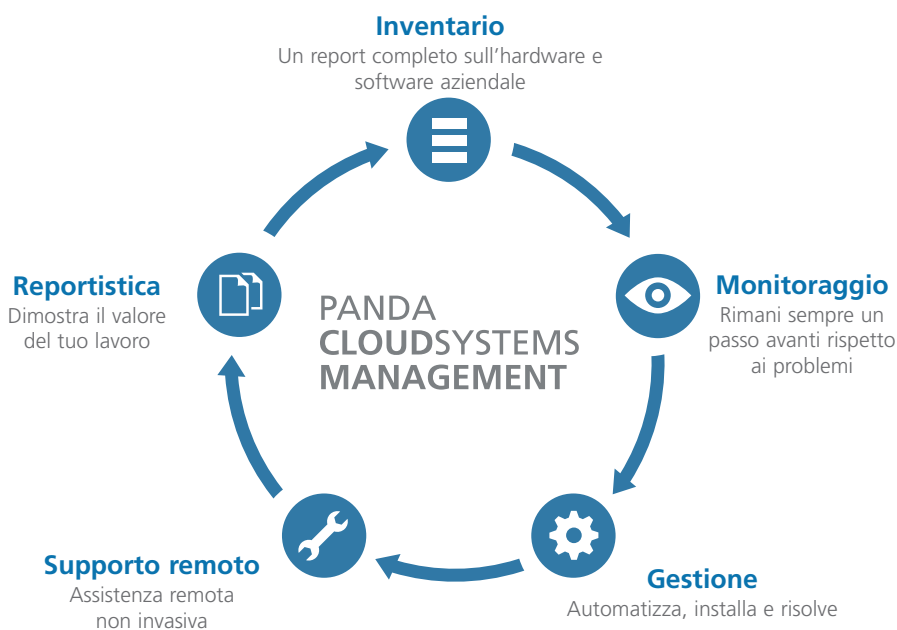 Inventario
Un report completo sull’hardware e
software aziendale
Monitoraggio
Rimani sempre un
passo avanti rispetto
ai problemi
Gestione
Automatizza, installa e risolve
Supporto remoto
Assistenza remota
non invasiva
Reportistica
Dimostra il valore
del tuo lavoro
PANDA
CLOUDSYSTEMS
MANAGEMENT